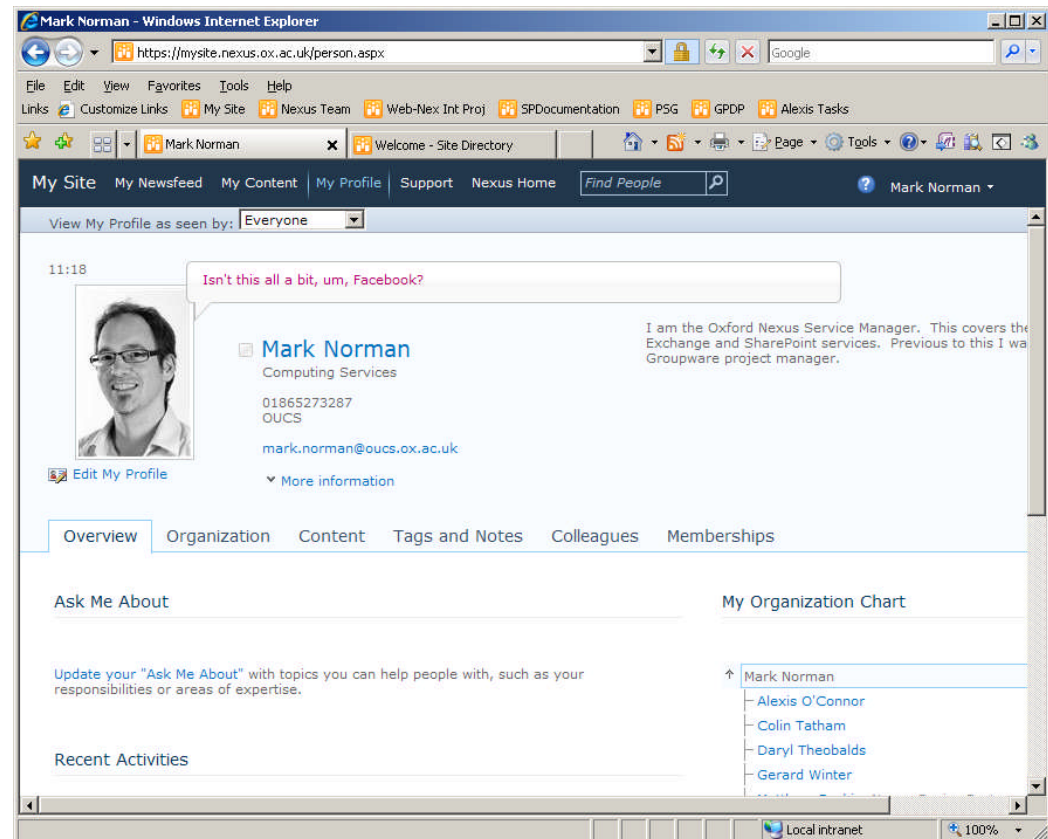 Mark Norman - Windows Internet Explorer
https://mysite.nexus.ox.ac.uk/person.aspx
Google
File Edit View Favorites Tools Help
Links Customize Links My Site Nexus Team Web-Nex Int Proj SPDocumentation PSG GPDP Alexis Tasks
Mark Norman Welcome - Site Directory Page Tools
My Site My Newsfeed My Content My Profile Support Nexus Home Find People Mark Norman
View My Profile as seen by: Everyone
11:18
Isn't this all a bit, um, Facebook?
I am the Oxford Nexus Service Manager. This covers the
Exchange and SharePoint services. Previous to this I wa
Groupware project manager.
Mark Norman
Computing Services
01865273287
OUCS
mark.norman@oucs.ox.ac.uk
Edit My Profile
More information
Overview Organization Content Tags and Notes Colleagues Memberships
Ask Me About
My Organization Chart
Update your "Ask Me About" with topics you can help people with, such as your
responsibilities or areas of expertise.
Mark Norman
Alexis O'Connor
Colin Tatham
Daryl Theobalds
Gerard Winter
Recent Activities
Local intranet 100%